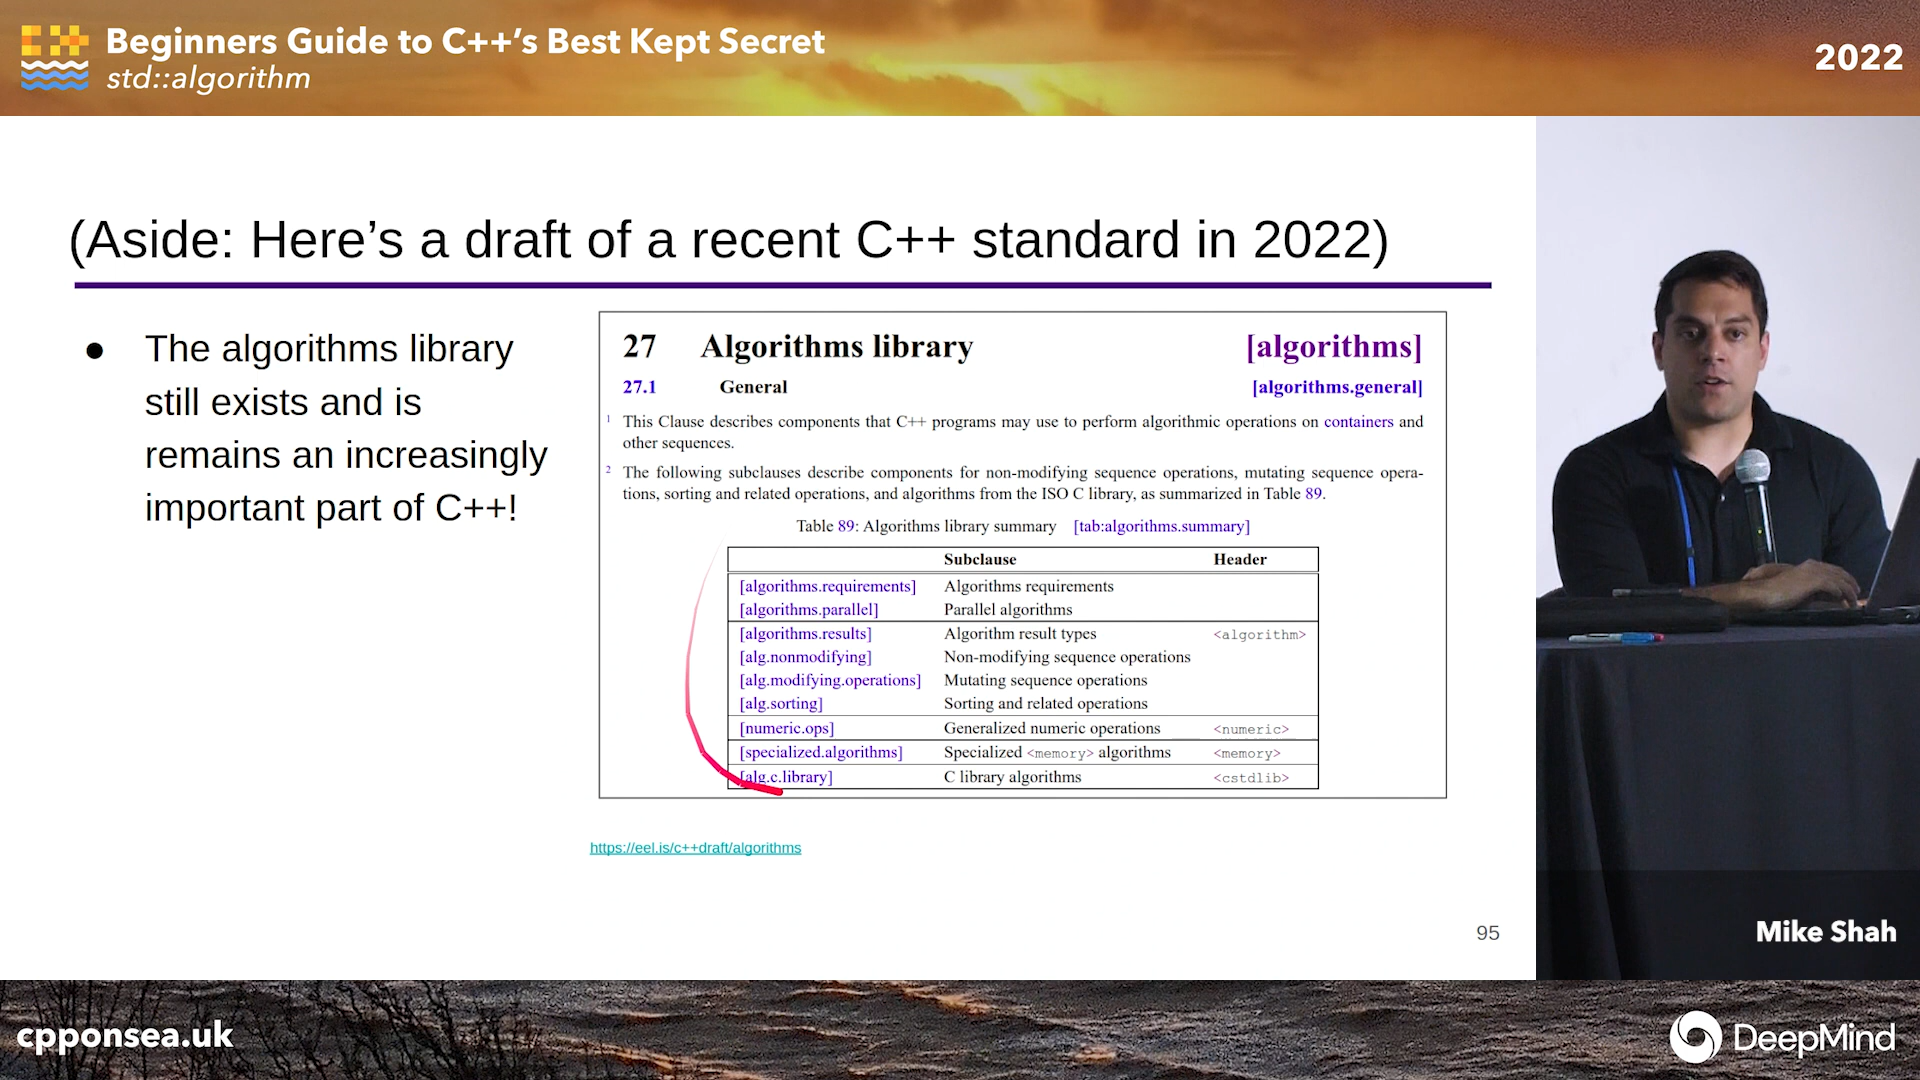 Beginners Guide to C++’s Best Kept Secret
std::algorithm
2022
(Aside: Here’s a draft of a recent C++ standard in 2022)
● The algorithms library
still exists and is
remains an increasingly
important part of C++!
27 Algorithms library [algorithms]
27.1 General [algorithms.general]
1 This Clause describes components that C++ programs may use to perform algorithmic operations on containers and
other sequences.
2 The following subclauses describe components for non-modifying sequence operations, mutating sequence opera-
tions, sorting and related operations, and algorithms from the ISO C library, as summarized in Table 89.
Table 89: Algorithms library summary [tab:algorithms.summary]
Subclause Header
[algorithms.requirements] Algorithms requirements
[algorithms.parallel] Parallel algorithms
[algorithms.results] Algorithm result types <algorithm>
[alg.nonmodifying] Non-modifying sequence operations
[alg.modifying.operations] Mutating sequence operations
[alg.sorting] Sorting and related operations
[numeric.ops] Generalized numeric operations <numeric>
[specialized.algorithms] Specialized <memory> algorithms <memory>
[alg.c.library] C library algorithms <cstdlib>
https://eel.is/c++draft/algorithms
95
Mike Shah
cpponsea.uk
DeepMind